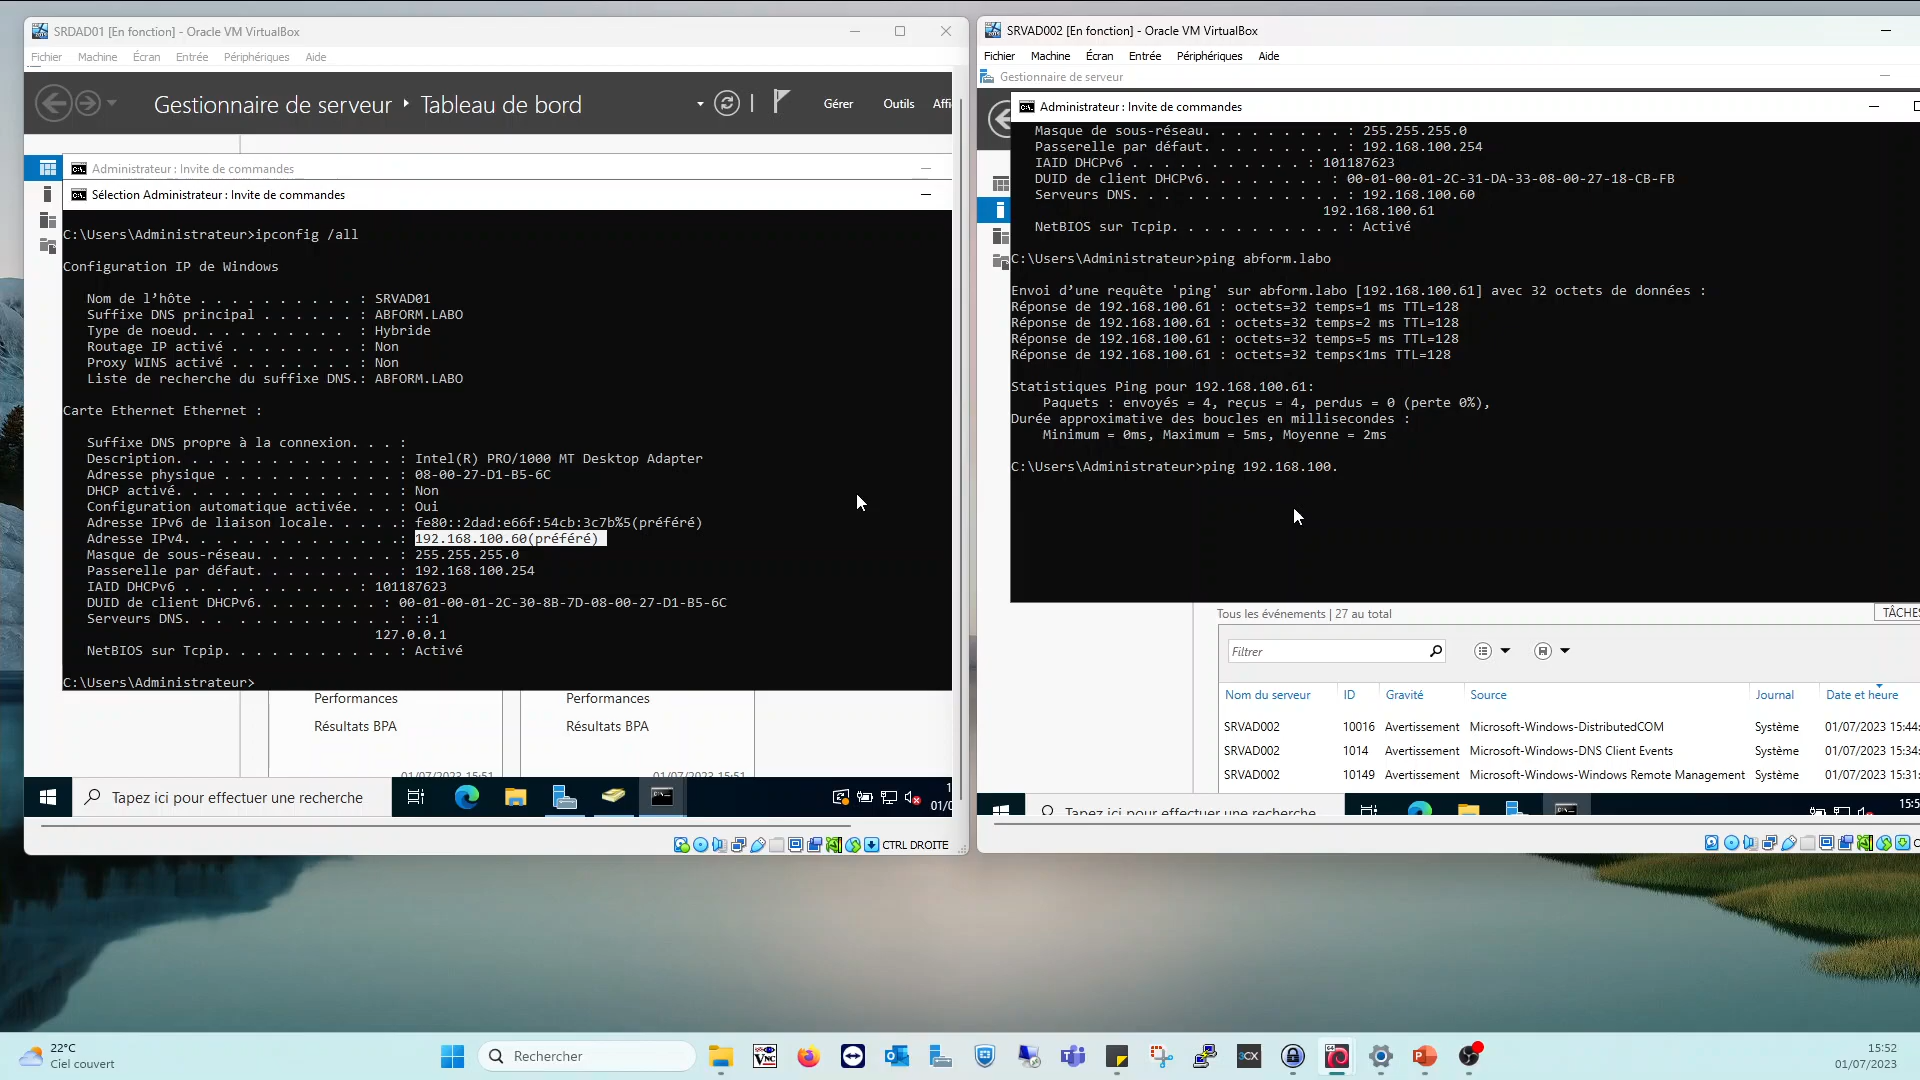 SRDAD01 [En fonction] - Oracle VM VirtualBox
Fichier Machine Écran Entrée Périphériques Aide
Gestionnaire de serveur ‣ Tableau de bord
Gérer Outils Affi
Administrateur : Invite de commandes
Sélection Administrateur : Invite de commandes
C:\Users\Administrateur>ipconfig /all
Configuration IP de Windows
Nom de l’hôte . . . . . . . . . . : SRVAD01
Suffixe DNS principal . . . . . . : ABFORM.LABO
Type de noeud. . . . . . . . . . : Hybride
Routage IP activé . . . . . . . . : Non
Proxy WINS activé . . . . . . . . : Non
Liste de recherche du suffixe DNS.: ABFORM.LABO
Carte Ethernet Ethernet :
Suffixe DNS propre à la connexion. . . :
Description. . . . . . . . . . . . . . : Intel(R) PRO/1000 MT Desktop Adapter
Adresse physique . . . . . . . . . . . : 08-00-27-D1-B5-6C
DHCP activé. . . . . . . . . . . . . . : Non
Configuration automatique activée. . . : Oui
Adresse IPv6 de liaison locale. . . . .: fe80::2dad:e66f:54cb:3c7b%5(préféré)
Adresse IPv4. . . . . . . . . . . . . .: 192.168.100.60(préféré)
Masque de sous-réseau. . . . . . . . . : 255.255.255.0
Passerelle par défaut. . . . . . . . . : 192.168.100.254
IAID DHCPv6 . . . . . . . . . . . : 101187623
DUID de client DHCPv6. . . . . . . . : 00-01-00-01-2C-30-8B-7D-08-00-27-D1-B5-6C
Serveurs DNS. . . . . . . . . . . . . : ::1
127.0.0.1
NetBIOS sur Tcpip. . . . . . . . . . . : Activé
C:\Users\Administrateur>
Performances
Performances
Résultats BPA
Résultats BPA
01/07/2023 15:51
01/07/2023 15:51
Tapez ici pour effectuer une recherche
CTRL DROITE
SRVAD002 [En fonction] - Oracle VM VirtualBox
Fichier Machine Écran Entrée Périphériques Aide
Gestionnaire de serveur
Administrateur : Invite de commandes
Masque de sous-réseau. . . . . . . . . : 255.255.255.0
Passerelle par défaut. . . . . . . . . : 192.168.100.254
IAID DHCPv6 . . . . . . . . . . . : 101187623
DUID de client DHCPv6. . . . . . . . : 00-01-00-01-2C-31-DA-33-08-00-27-18-CB-FB
Serveurs DNS. . . . . . . . . . . . . : 192.168.100.60
192.168.100.61
NetBIOS sur Tcpip. . . . . . . . . . . : Activé
C:\Users\Administrateur>ping abform.labo
Envoi d’une requête 'ping' sur abform.labo [192.168.100.61] avec 32 octets de données :
Réponse de 192.168.100.61 : octets=32 temps=1 ms TTL=128
Réponse de 192.168.100.61 : octets=32 temps=2 ms TTL=128
Réponse de 192.168.100.61 : octets=32 temps=5 ms TTL=128
Réponse de 192.168.100.61 : octets=32 temps<1ms TTL=128
Statistiques Ping pour 192.168.100.61:
Paquets : envoyés = 4, reçus = 4, perdus = 0 (perte 0%),
Durée approximative des boucles en millisecondes :
Minimum = 0ms, Maximum = 5ms, Moyenne = 2ms
C:\Users\Administrateur>ping 192.168.100.
Tous les événements | 27 au total
TÂCHES
Filtrer
Nom du serveur ID Gravité Source Journal Date et heure
SRVAD002 10016 Avertissement Microsoft-Windows-DistributedCOM Système 01/07/2023 15:44:
SRVAD002 1014 Avertissement Microsoft-Windows-DNS Client Events Système 01/07/2023 15:34:
SRVAD002 10149 Avertissement Microsoft-Windows-Windows Remote Management Système 01/07/2023 15:31:
Tapez ici pour effectuer une recherche
22°C
Ciel couvert
Rechercher
VNC
3CX
15:52
01/07/2023